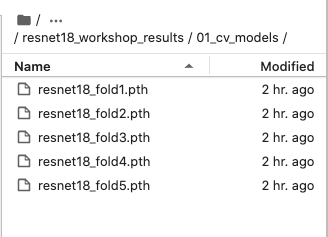 / ...
/ resnet18_workshop_results / 01_cv_models /
Name Modified
resnet18_fold1.pth 2 hr. ago
resnet18_fold2.pth 2 hr. ago
resnet18_fold3.pth 2 hr. ago
resnet18_fold4.pth 2 hr. ago
resnet18_fold5.pth 2 hr. ago